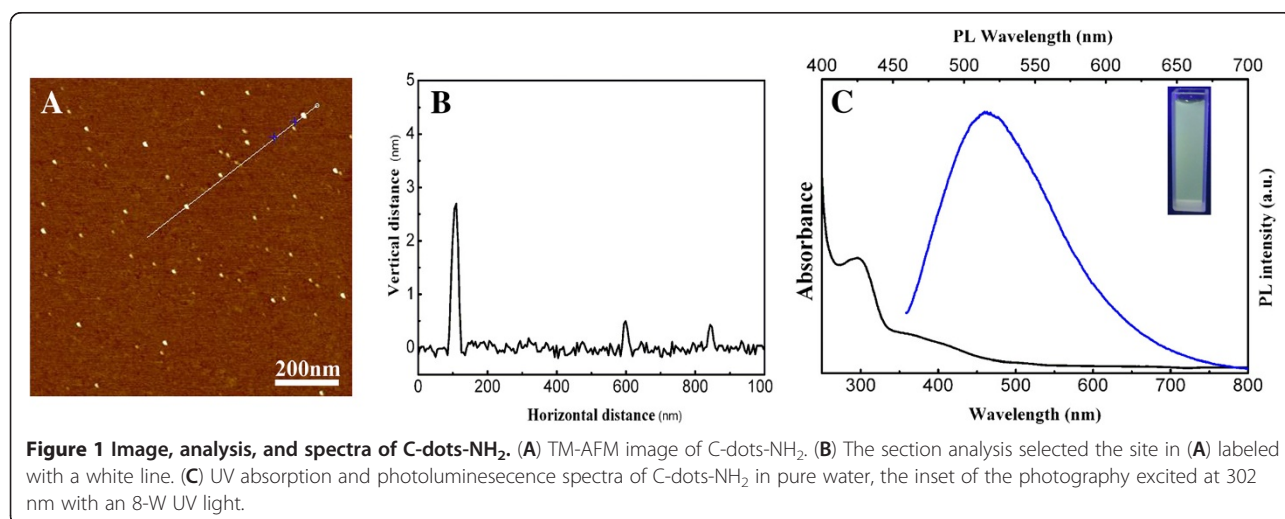 PL Wavelength (nm)
400 450 500 550 600 650 700
A
200nm
5
B
4
3
2
1
0
Vertical distance (nm)
0 200 400 600 800 100
Horizontal distance (nm)
C
Absorbance
PL intensity (a.u.)
300 400 500 600 700 800
Wavelength (nm)
Figure 1 Image, analysis, and spectra of C-dots-NH₂. (A) TM-AFM image of C-dots-NH₂. (B) The section analysis selected the site in (A) labeled
with a white line. (C) UV absorption and photoluminesecence spectra of C-dots-NH₂ in pure water, the inset of the photography excited at 302
nm with an 8-W UV light.